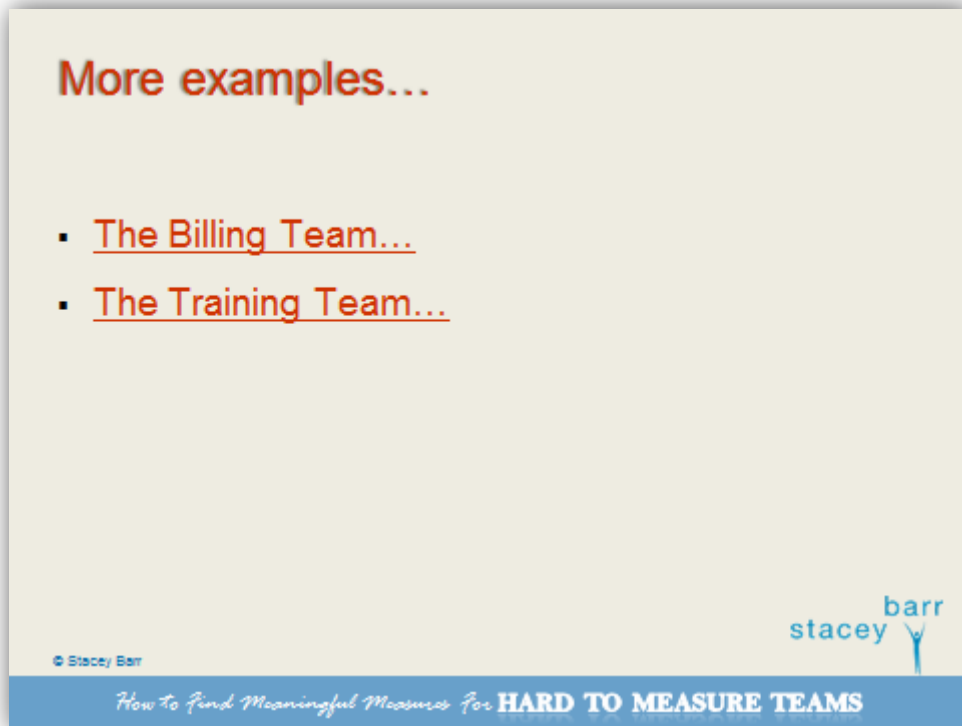 More examples...
▪ The Billing Team...
▪ The Training Team...
barr
stacey
© Stacey Barr
How to Find Meaningful Measures For HARD TO MEASURE TEAMS